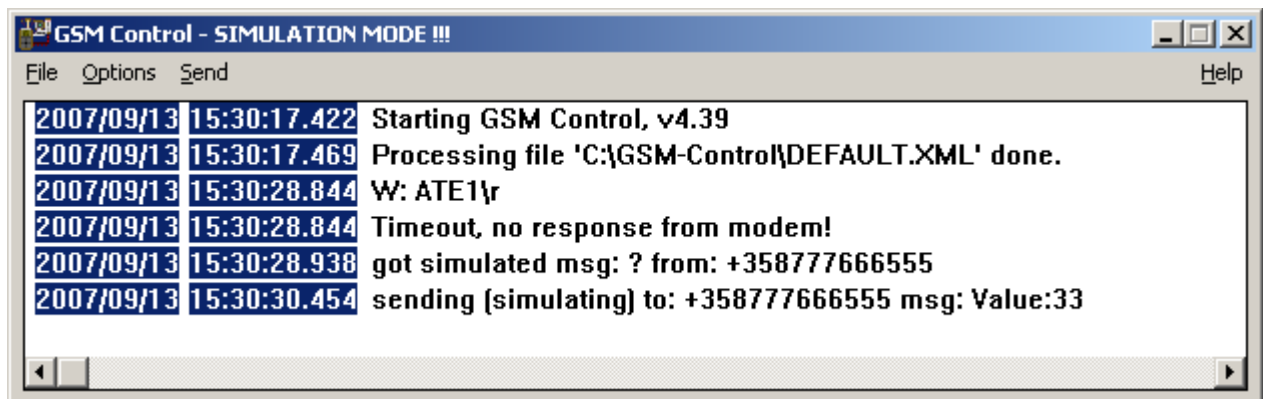 GSM Control - SIMULATION MODE !!!
File Options Send Help
2007/09/13 15:30:17.422 Starting GSM Control, v4.39
2007/09/13 15:30:17.469 Processing file 'C:\GSM-Control\DEFAULT.XML' done.
2007/09/13 15:30:28.844 W: ATE1\r
2007/09/13 15:30:28.844 Timeout, no response from modem!
2007/09/13 15:30:28.938 got simulated msg: ? from: +358777666555
2007/09/13 15:30:30.454 sending (simulating) to: +358777666555 msg: Value:33